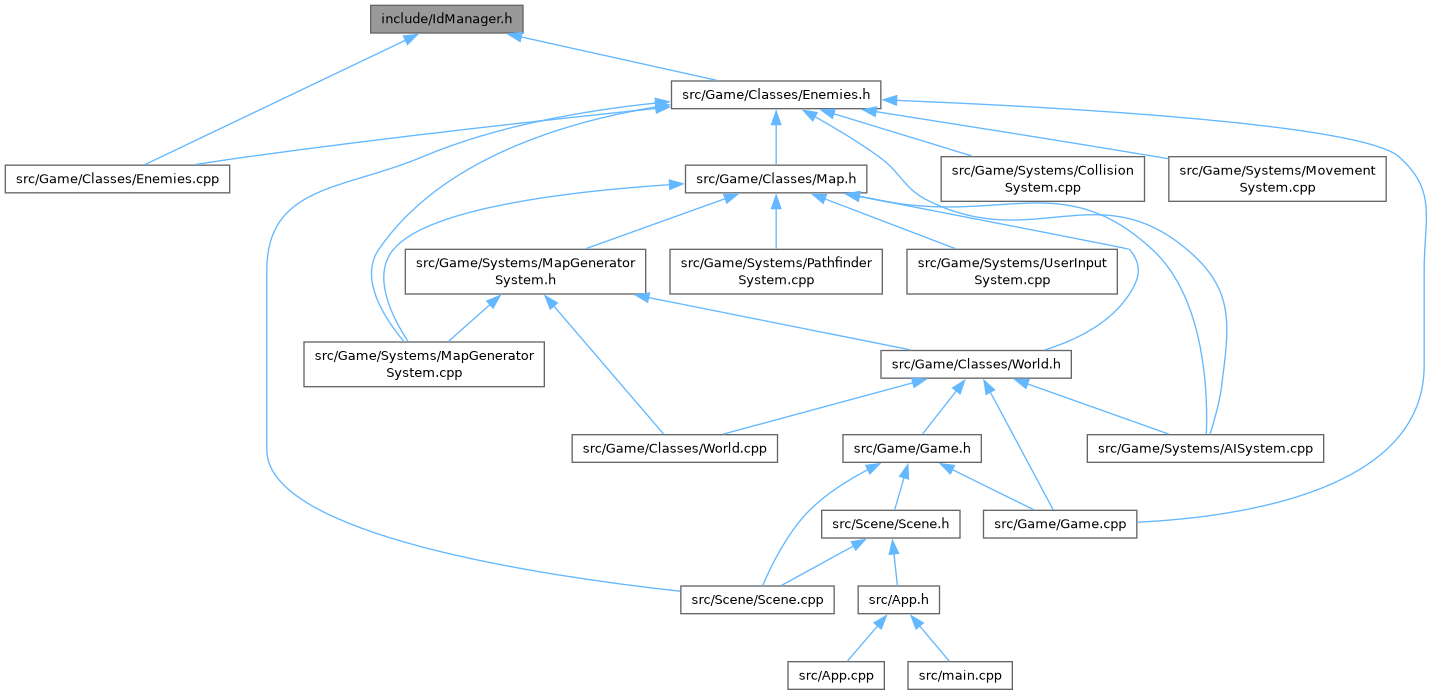 include/IdManager.h
src/Game/Classes/Enemies.h
src/Game/Classes/Enemies.cpp
src/Game/Classes/Map.h
src/Game/Systems/Collision
System.cpp
src/Game/Systems/Movement
System.cpp
src/Game/Systems/MapGenerator
System.h
src/Game/Systems/Pathfinder
System.cpp
src/Game/Systems/UserInput
System.cpp
src/Game/Systems/MapGenerator
System.cpp
src/Game/Classes/World.h
src/Game/Classes/World.cpp
src/Game/Game.h
src/Game/Systems/AISystem.cpp
src/Scene/Scene.h
src/Game/Game.cpp
src/Scene/Scene.cpp
src/App.h
src/App.cpp
src/main.cpp